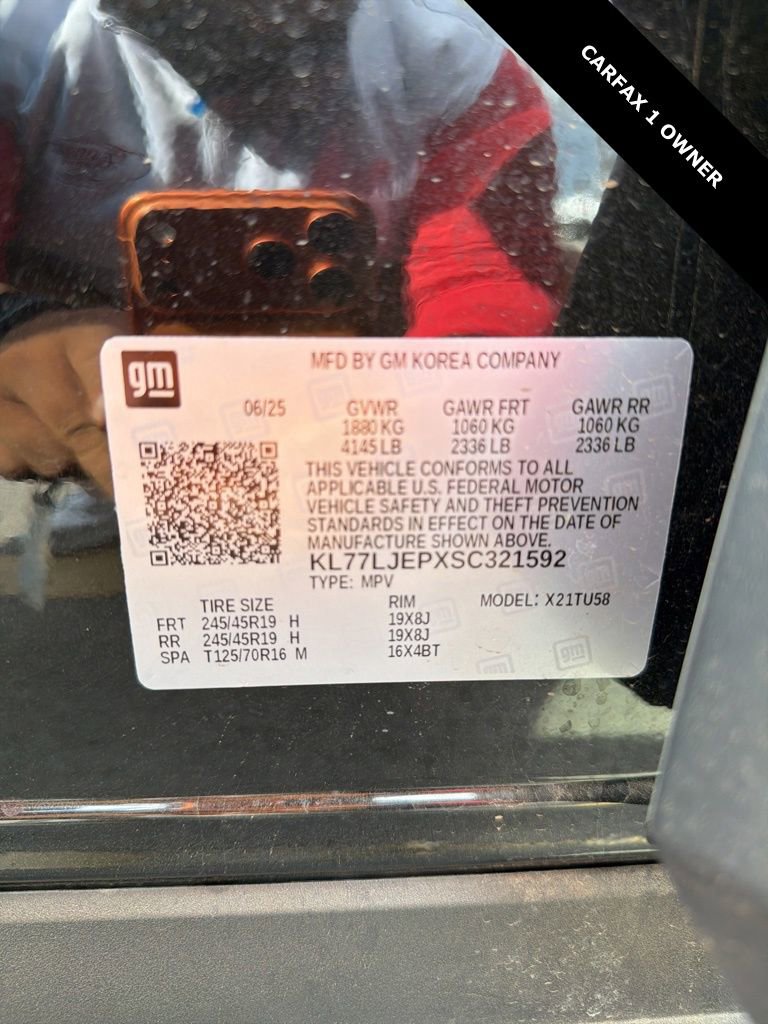 CARFAX 1 OWNER
gm
MFD BY GM KOREA COMPANY
06/25 GVWR GAWR FRT GAWR RR
1880 KG 1060 KG 1060 KG
4145 LB 2336 LB 2336 LB
THIS VEHICLE CONFORMS TO ALL
APPLICABLE U.S. FEDERAL MOTOR
VEHICLE SAFETY AND THEFT PREVENTION
STANDARDS IN EFFECT ON THE DATE OF
MANUFACTURE SHOWN ABOVE.
KL77LJEPXSC321592
TYPE: MPV
TIRE SIZE RIM MODEL: X21TU58
FRT 245/45R19 H 19X8J
RR 245/45R19 H 19X8J
SPA T125/70R16 M 16X4BT